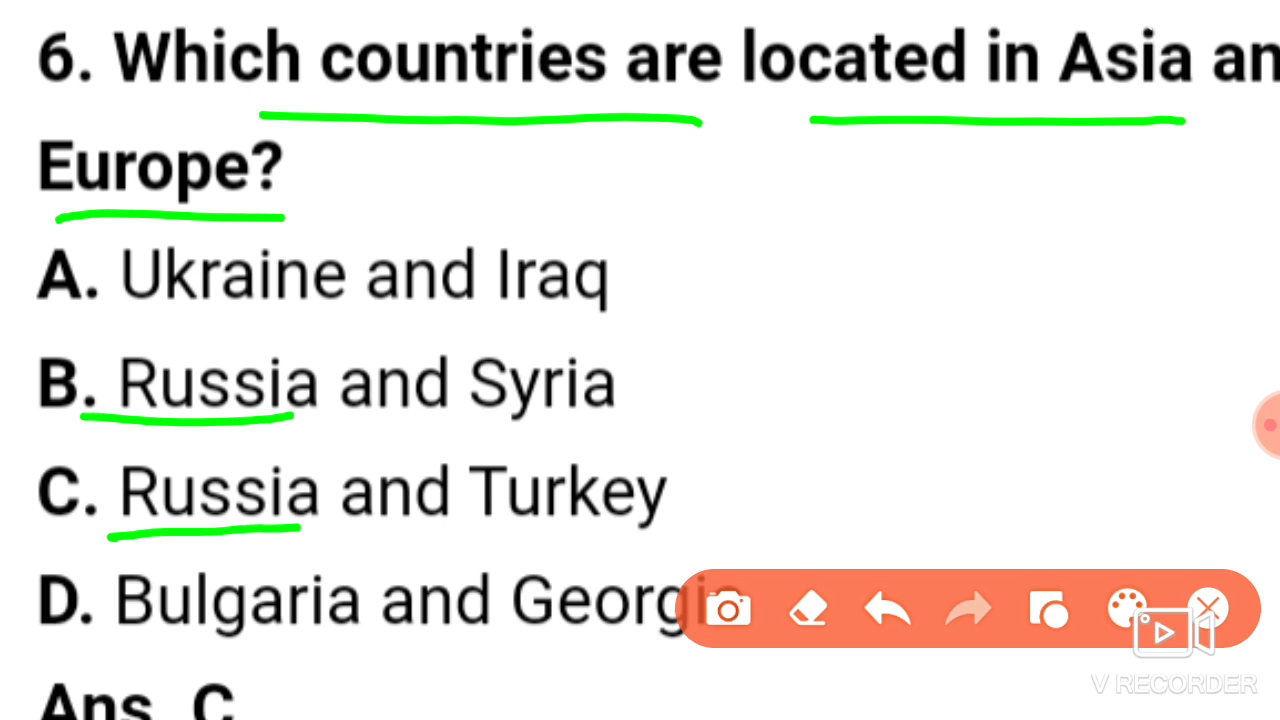 6. Which countries are located in Asia an
Europe?
A. Ukraine and Iraq
B. Russia and Syria
C. Russia and Turkey
D. Bulgaria and Georgi
Ans. C
V RECORDER